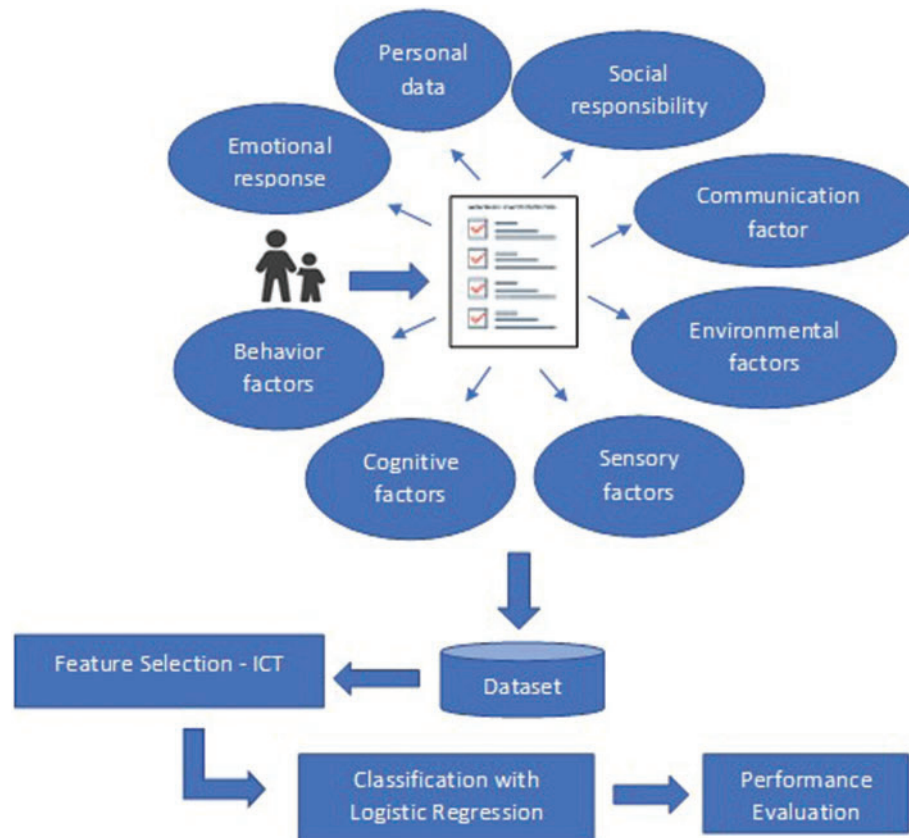 Personal
data
Social
responsibility
Emotional
response
Communication
factor
Environmental
factors
Behavior
factors
Cognitive
factors
Sensory
factors
Dataset
Feature Selection - ICT
Classification with
Logistic Regression
Performance
Evaluation